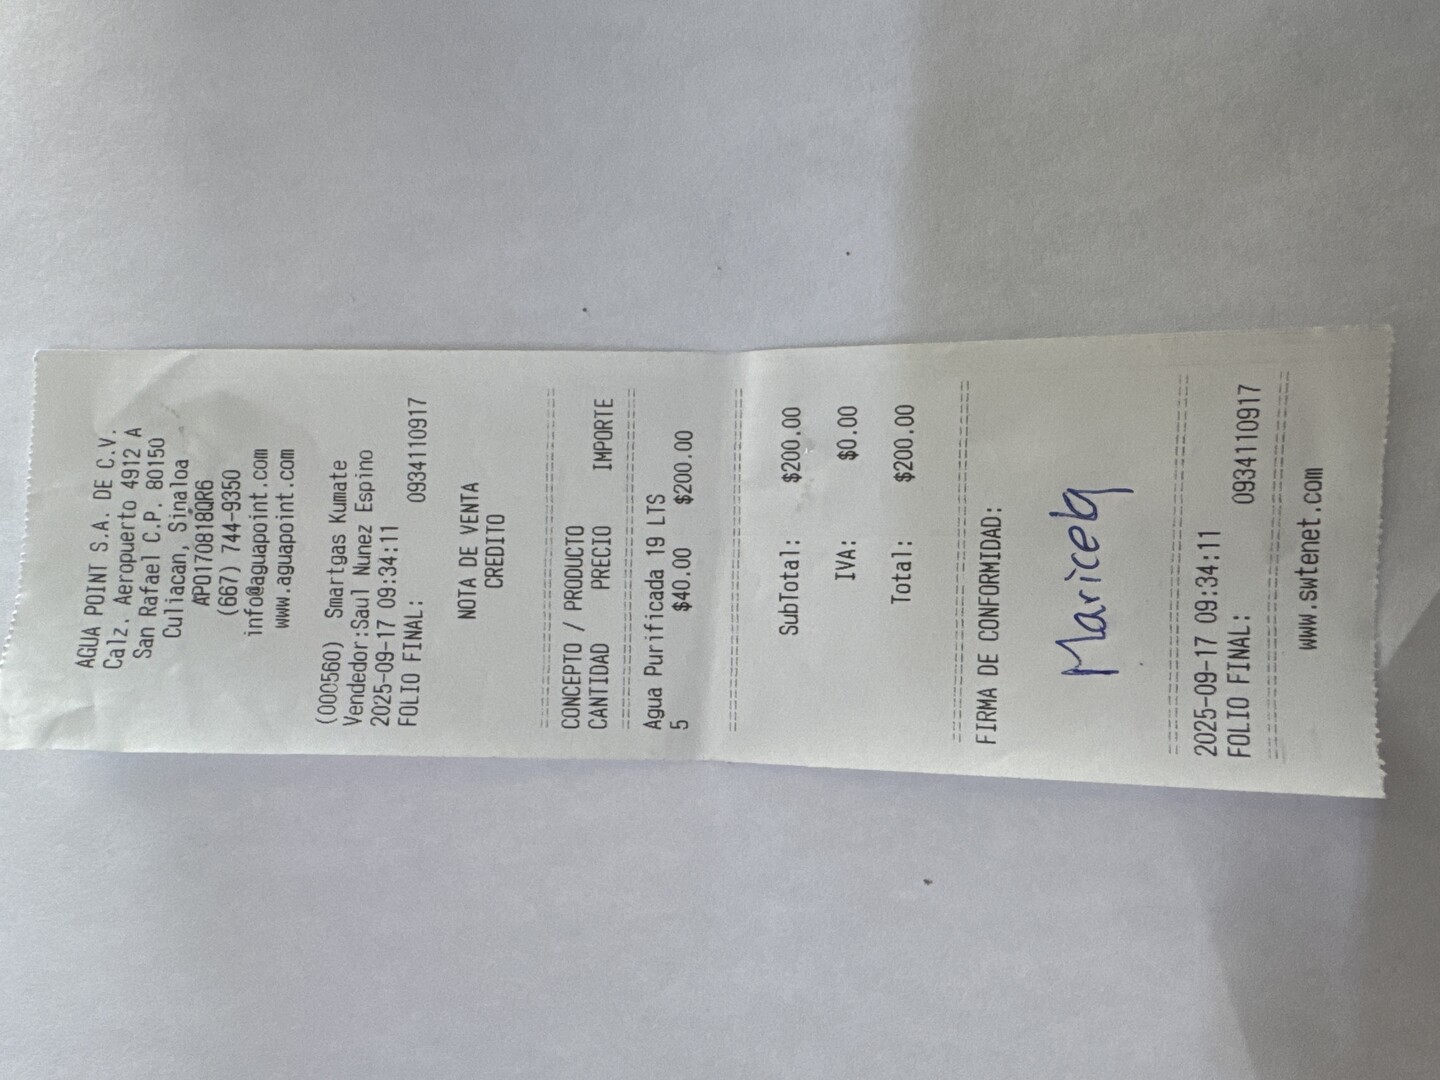 AGUA POINT S.A. DE C.V.
Calz. Aeropuerto 4912 A
San Rafael C.P. 80150
Culiacan, Sinaloa
APO170818QR6
(667) 744-9350
info@aguapoint.com
www.aguapoint.com
(000560) Smartgas Kumate
Vendedor:Saul Nunez Espino
2025-09-17 09:34:11
FOLIO FINAL: 0934110917
NOTA DE VENTA
CREDITO
CONCEPTO / PRODUCTO
CANTIDAD PRECIO IMPORTE
Agua Purificada 19 LTS
5 $40.00 $200.00
SubTotal: $200.00
IVA: $0.00
Total: $200.00
FIRMA DE CONFORMIDAD:
Maricela
2025-09-17 09:34:11
FOLIO FINAL: 0934110917
www.swtenet.com